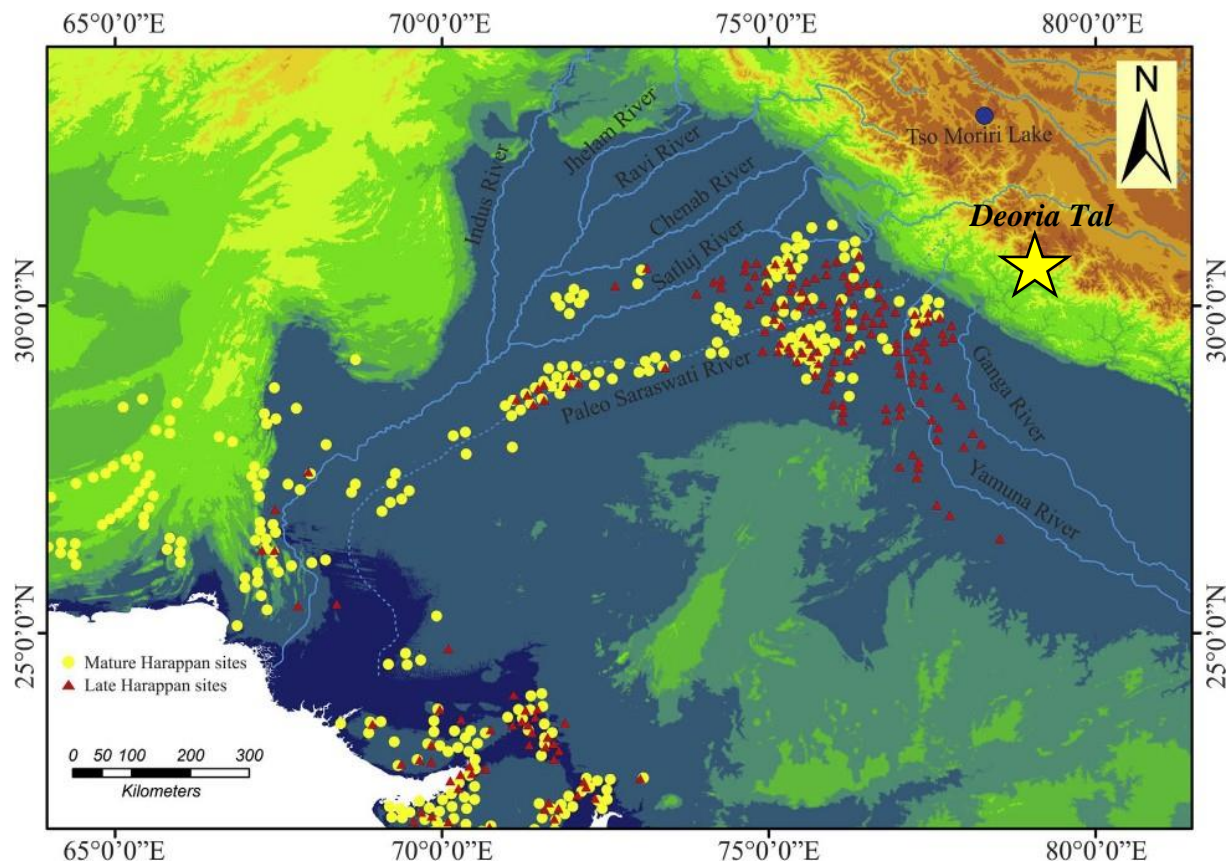 65°0'0”E 70°0'0”E 75°0'0”E 80°0'0”E
N
Tso Moriri Lake
Deoria Tal
Indus River
Jhelam River
Ravi River
Chenab River
Satluj River
Paleo Saraswati River
Ganga River
Yamuna River
30°0'0”N 30°0'0”N
25°0'0”N 25°0'0”N
Mature Harappan sites
Late Harappan sites
0 50 100 200 300
Kilometers
65°0'0”E 70°0'0”E 75°0'0”E 80°0'0”E